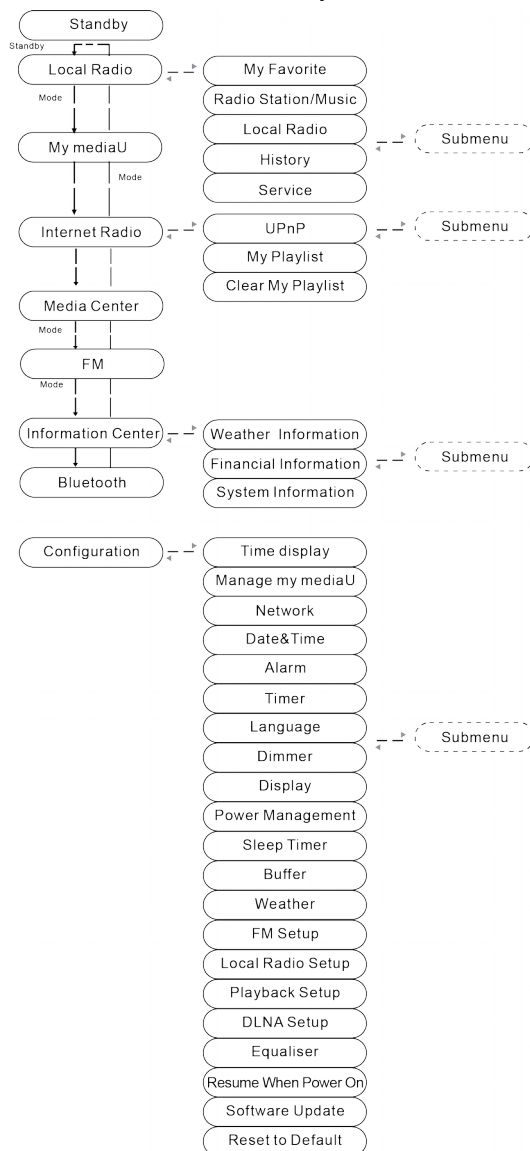 Standby
Standby
Local Radio
My Favorite
Radio Station/Music
Local Radio
History
Service
Submenu
Mode
My mediaU
Mode
Internet Radio
UPnP
My Playlist
Clear My Playlist
Submenu
Media Center
Mode
FM
Mode
Information Center
Weather Information
Financial Information
System Information
Submenu
Bluetooth
Configuration
Time display
Manage my mediaU
Network
Date&Time
Alarm
Timer
Language
Dimmer
Display
Power Management
Sleep Timer
Buffer
Weather
FM Setup
Local Radio Setup
Playback Setup
DLNA Setup
Equaliser
Resume When Power On
Software Update
Reset to Default
Submenu